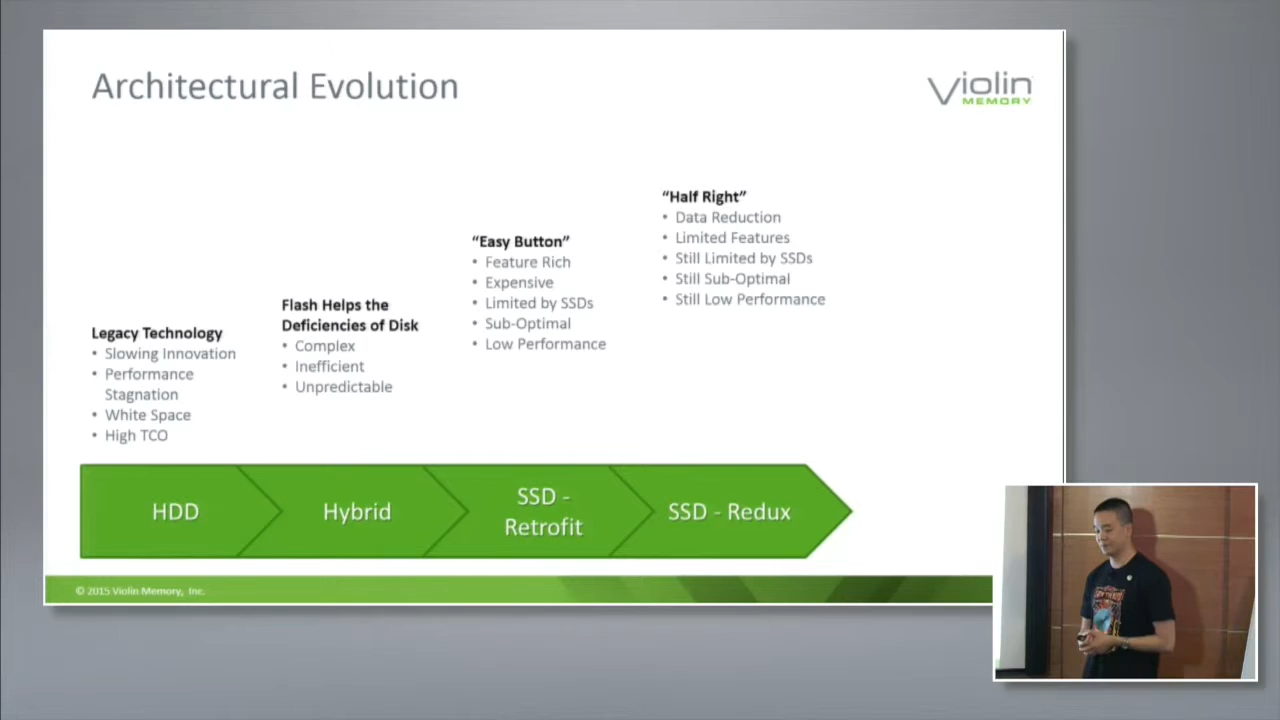 Architectural Evolution
Violin
MEMORY
Legacy Technology
• Slowing Innovation
• Performance
Stagnation
• White Space
• High TCO
Flash Helps the
Deficiencies of Disk
• Complex
• Inefficient
• Unpredictable
“Easy Button”
• Feature Rich
• Expensive
• Limited by SSDs
• Sub-Optimal
• Low Performance
“Half Right”
• Data Reduction
• Limited Features
• Still Limited by SSDs
• Still Sub-Optimal
• Still Low Performance
HDD
Hybrid
SSD -
Retrofit
SSD - Redux
© 2015 Violin Memory, Inc.